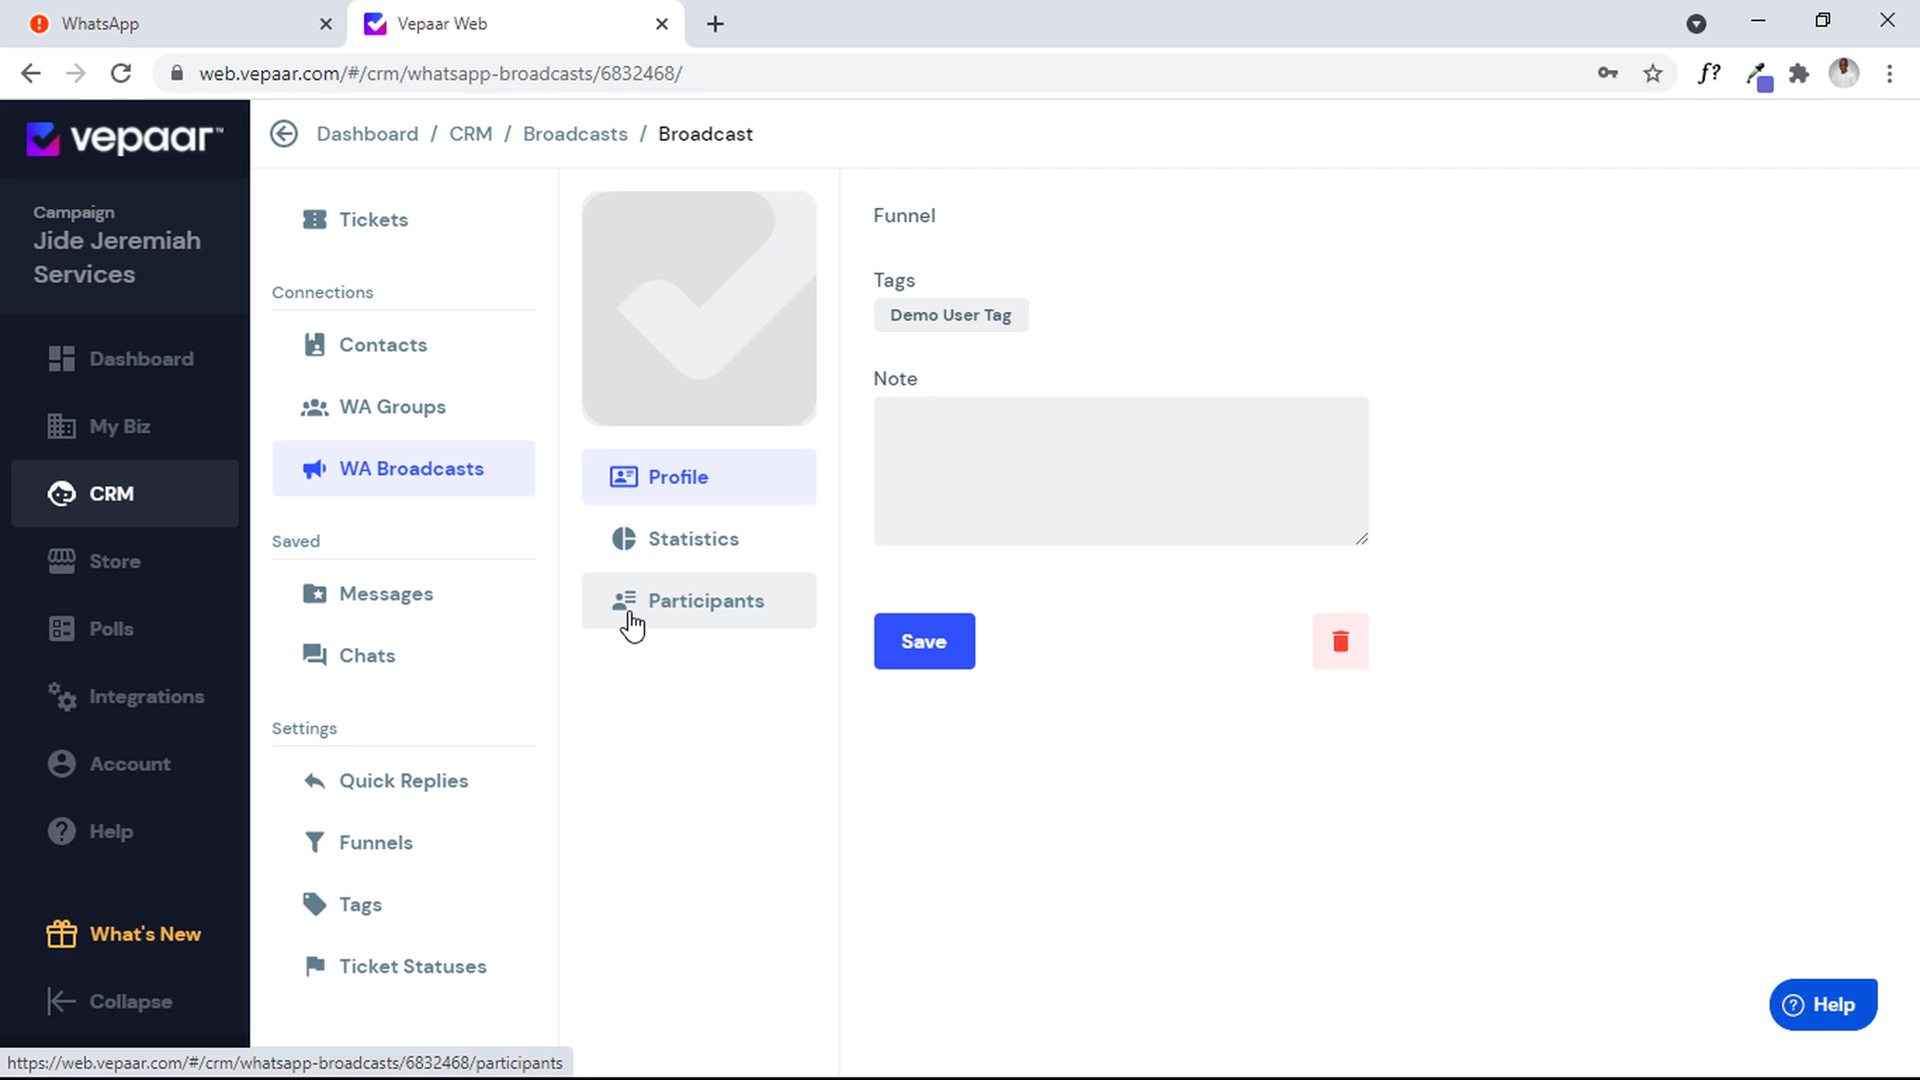 WhatsApp
Vepaar Web
web.vepaar.com/#/crm/whatsapp-broadcasts/6832468/
f?
vepaar™
Dashboard / CRM / Broadcasts / Broadcast
Campaign
Jide Jeremiah
Services
Dashboard
My Biz
CRM
Store
Polls
Integrations
Account
Help
What's New
Collapse
Tickets
Connections
Contacts
WA Groups
WA Broadcasts
Saved
Messages
Chats
Settings
Quick Replies
Funnels
Tags
Ticket Statuses
Profile
Statistics
Participants
Funnel
Tags
Demo User Tag
Note
Save
Help
https://web.vepaar.com/#/crm/whatsapp-broadcasts/6832468/participants